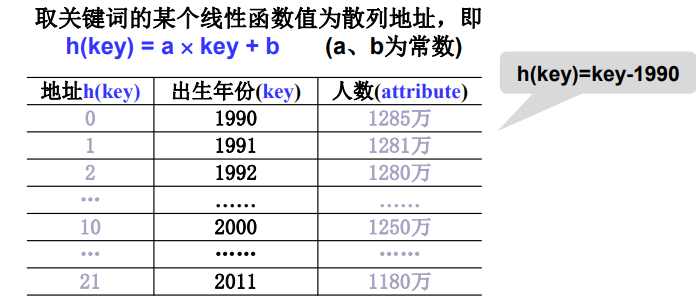 取关键词的某个线性函数值为散列地址，即
h(key) = a × key + b (a、b为常数)
h(key)=key-1990
地址h(key) 出生年份(key) 人数(attribute)
0 1990 1285万
1 1991 1281万
2 1992 1280万
... ...... ......
10 2000 1250万
... ...... ......
21 2011 1180万